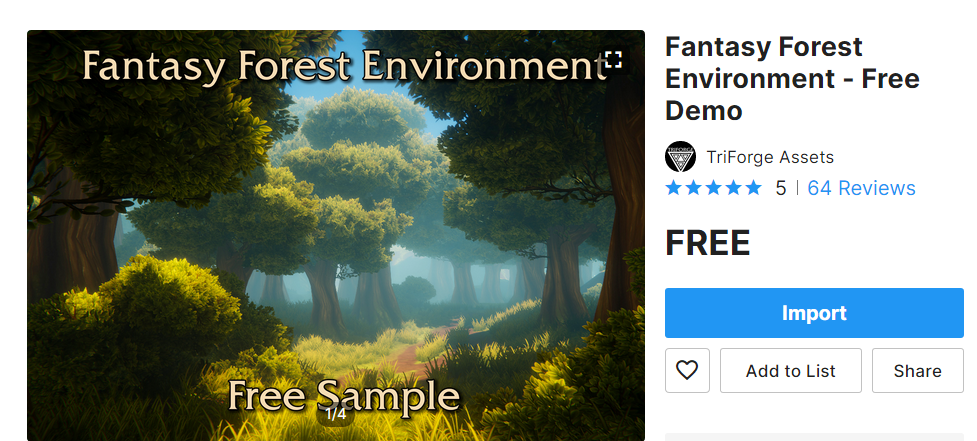 Fantasy Forest Environment
Free Sample
1/4
Fantasy Forest
Environment - Free
Demo
TRIFORGE
TriForge Assets
5 | 64 Reviews
FREE
Import
Add to List
Share